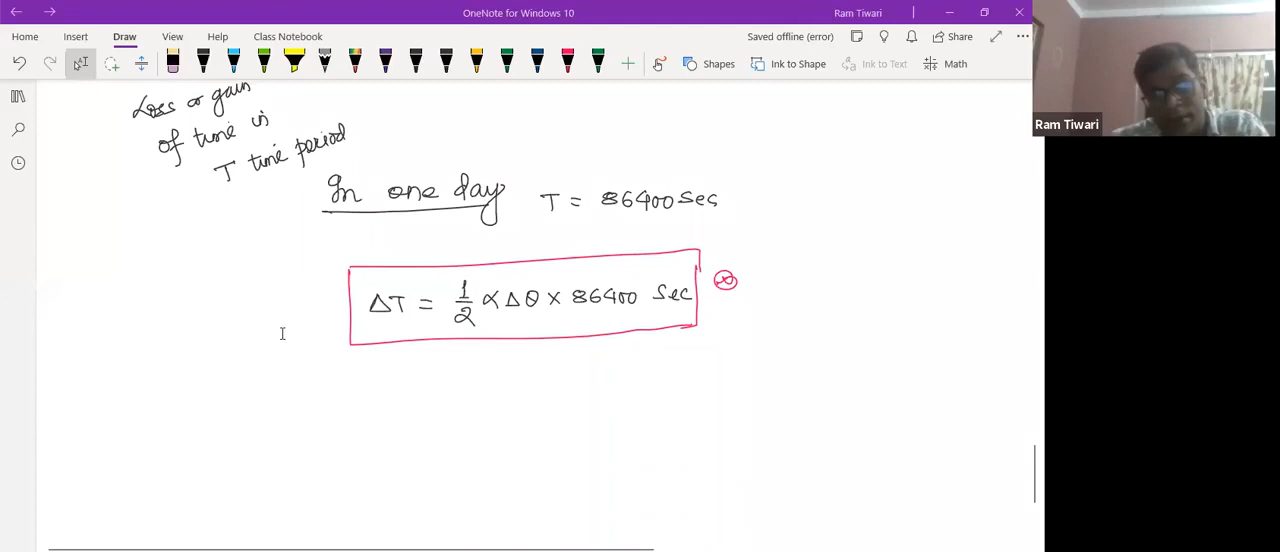 OneNote for Windows 10
Ram Tiwari
Home Insert Draw View Help Class Notebook
Saved offline (error) Share
Shapes Ink to Shape Ink to Text Math
Ram Tiwari
Loss or gain
of time in
T time period
In one day T = 86400 Sec
ΔT = 1/2 α Δθ × 86400 Sec